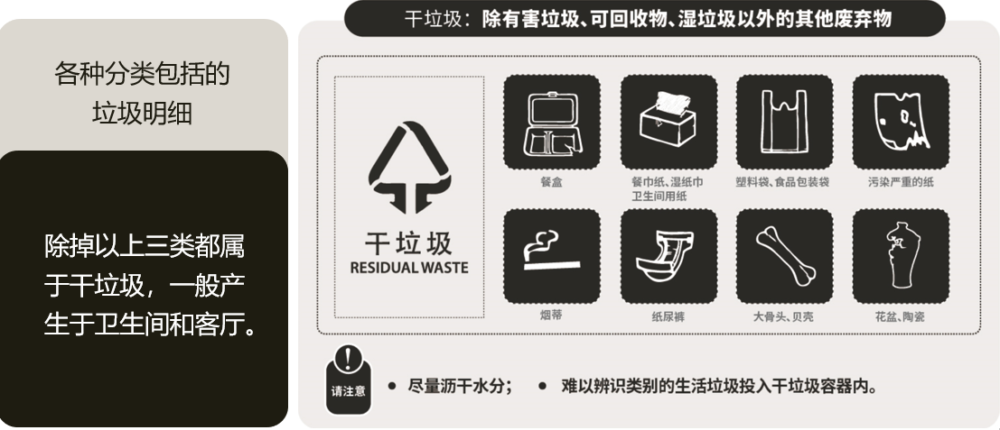 各种分类包括的
垃圾明细
除掉以上三类都属
于干垃圾，一般产
生于卫生间和客厅。
干垃圾：除有害垃圾、可回收物、湿垃圾以外的其他废弃物
干垃圾
RESIDUAL WASTE
餐盒
餐巾纸、湿纸巾
卫生间用纸
塑料袋、食品包装袋
污染严重的纸
烟蒂
纸尿裤
大骨头、贝壳
花盆、陶瓷
!
请注意
● 尽量沥干水分；
● 难以辨识类别的生活垃圾投入干垃圾容器内。